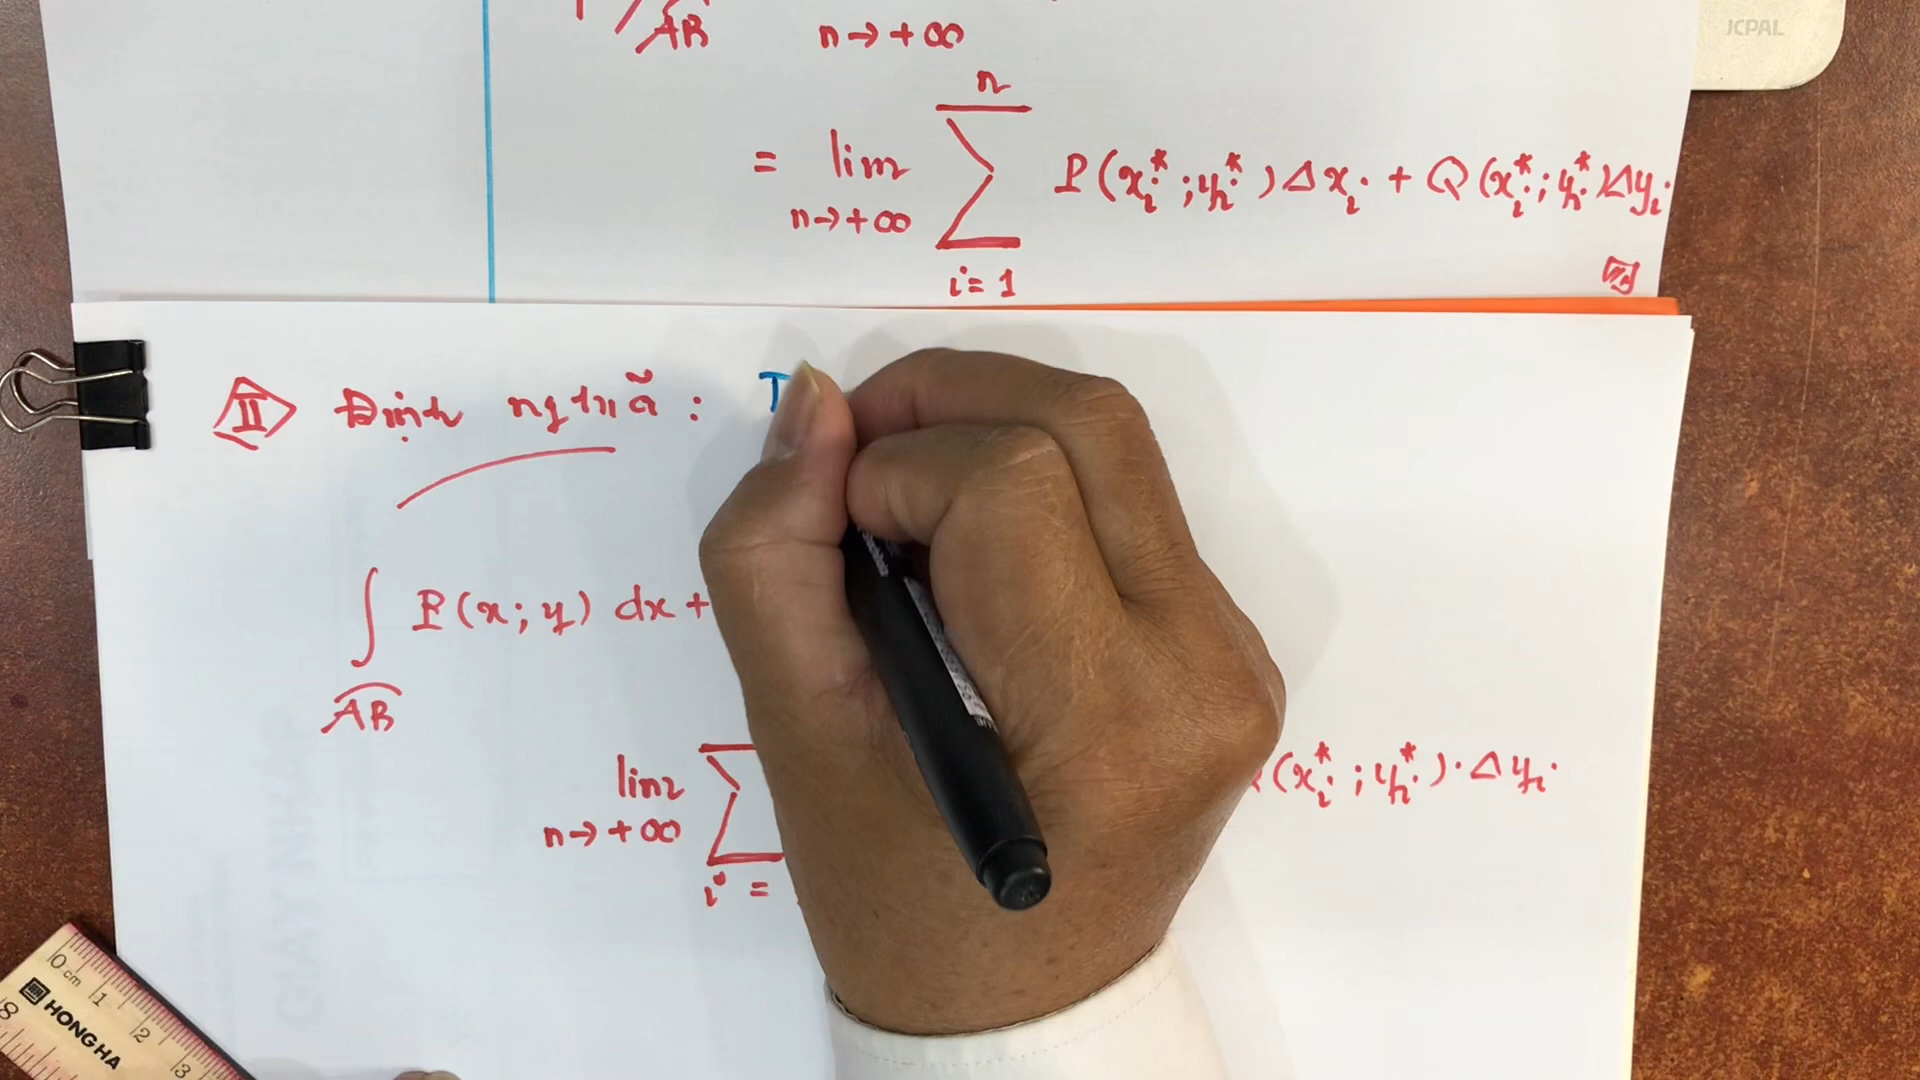 JCPAL
AB n→+∞
n
= lim ∑ P(xᵢ*;yᵢ*)Δxᵢ + Q(xᵢ*;yᵢ*)Δyᵢ
n→+∞
i=1
II Định nghĩa: T
∫ P(x;y) dx+
AB
lim ∑ (xᵢ*;yᵢ*)·Δyᵢ
n→+∞
i =
0 cm 1 2 3
HONG HA
8